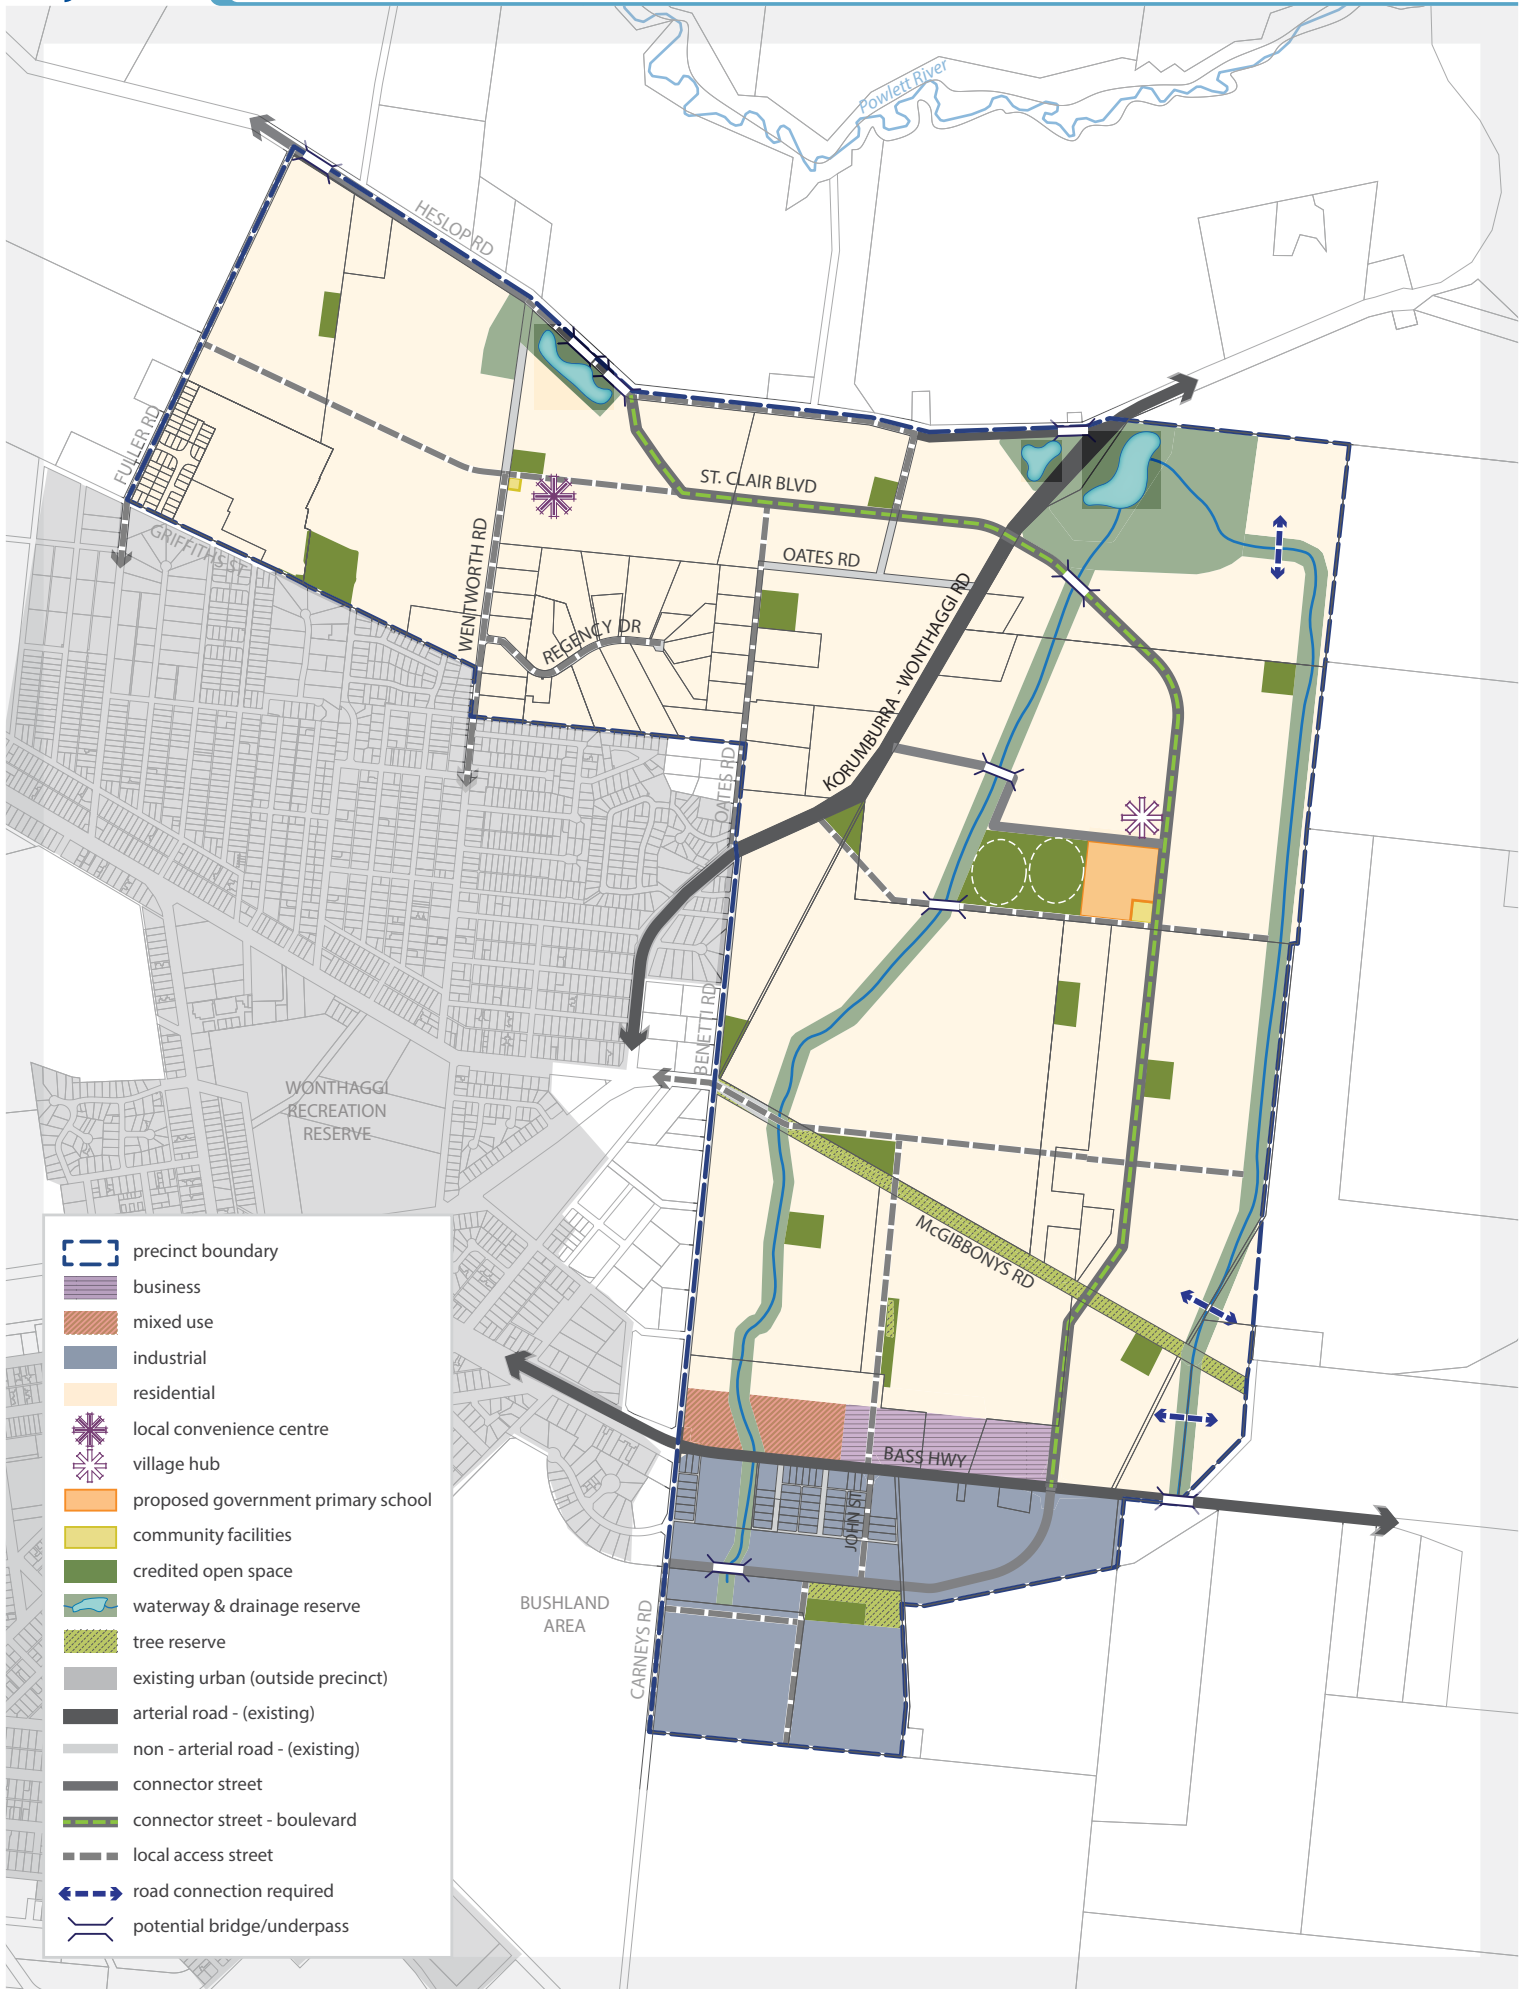 Powlett River
HESLOP RD
FULLER RD
GRIFFITHS ST
WENTWORTH RD
ST. CLAIR BLVD
OATES RD
REGENCY DR
KORUMBURRA - WONTHAGGI RD
OATES RD
BENETTI RD
WONTHAGGI
RECREATION
RESERVE
McGIBBONYS RD
BASS HWY
JOHN ST
BUSHLAND
AREA
CARNEYS RD
precinct boundary
business
mixed use
industrial
residential
local convenience centre
village hub
proposed government primary school
community facilities
credited open space
waterway & drainage reserve
tree reserve
existing urban (outside precinct)
arterial road - (existing)
non - arterial road - (existing)
connector street
connector street - boulevard
local access street
road connection required
potential bridge/underpass